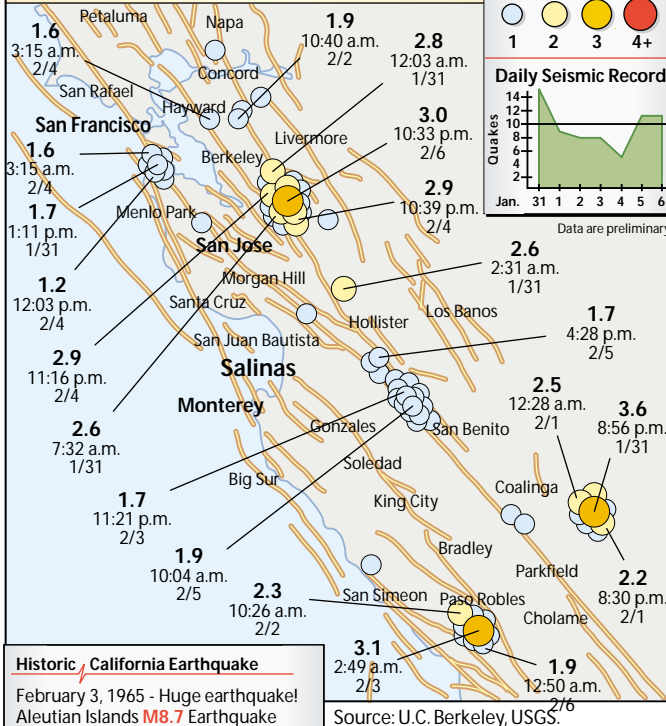 Petaluma
Napa
1.6
3:15 a.m.
2/4
1.9
10:40 a.m.
2/2
2.8
12:03 a.m.
1/31
Concord
San Rafael
Hayward
San Francisco
Livermore
3.0
10:33 p.m.
2/6
1.6
3:15 a.m.
2/4
Berkeley
2.9
10:39 p.m.
2/4
1.7
1:11 p.m.
1/31
Menlo Park
San Jose
1.2
12:03 p.m.
2/4
Morgan Hill
2.6
2:31 a.m.
1/31
Santa Cruz
Los Banos
Hollister
1.7
4:28 p.m.
2/5
San Juan Bautista
2.9
11:16 p.m.
2/4
Salinas
Monterey
2.5
12:28 a.m.
2/1
3.6
8:56 p.m.
1/31
2.6
7:32 a.m.
1/31
Gonzales
San Benito
Soledad
Big Sur
King City
Coalinga
1.7
11:21 p.m.
2/3
Bradley
1.9
10:04 a.m.
2/5
Parkfield
2.2
8:30 p.m.
2/1
2.3
10:26 a.m.
2/2
San Simeon
Paso Robles
Cholame
3.1
2:49 a.m.
2/3
1.9
12:50 a.m.
2/6
1 2 3 4+
Daily Seismic Record
Quakes
14
12
10
8
6
4
2
Jan. 31 1 2 3 4 5 6
Data are preliminary
Historic California Earthquake
February 3, 1965 - Huge earthquake!
Aleutian Islands M8.7 Earthquake
Source: U.C. Berkeley, USGS.